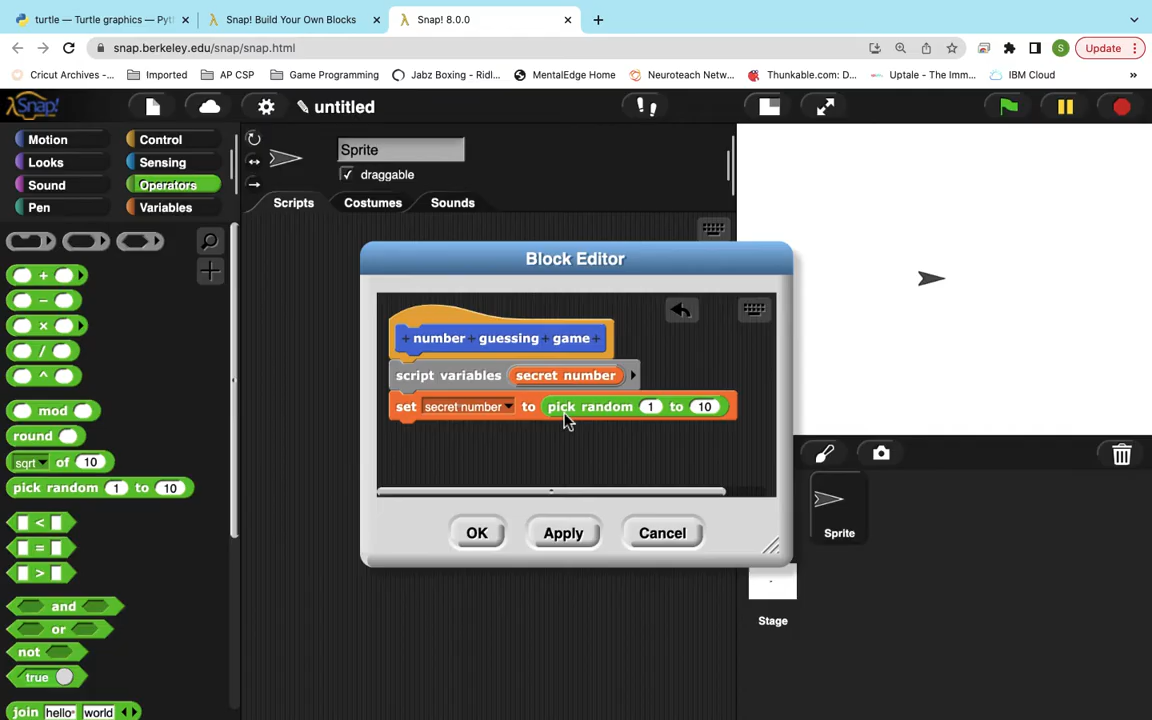 turtle — Turtle graphics — Pyt
Snap! Build Your Own Blocks
Snap! 8.0.0
snap.berkeley.edu/snap/snap.html
S
Update
Cricut Archives -...
Imported
AP CSP
Game Programming
Jabz Boxing - Ridl...
MentalEdge Home
Neuroteach Netw...
Thunkable.com: D...
Uptale - The Imm...
IBM Cloud
»
Snap!
untitled
Motion
Control
Looks
Sensing
Sound
Operators
Pen
Variables
Sprite
draggable
Scripts
Costumes
Sounds
+
−
×
/
^
mod
round
sqrt of 10
pick random 1 to 10
<
=
>
and
or
not
true
join hello world
Block Editor
+ number + guessing + game +
script variables secret number
set secret number to pick random 1 to 10
OK
Apply
Cancel
Sprite
Stage